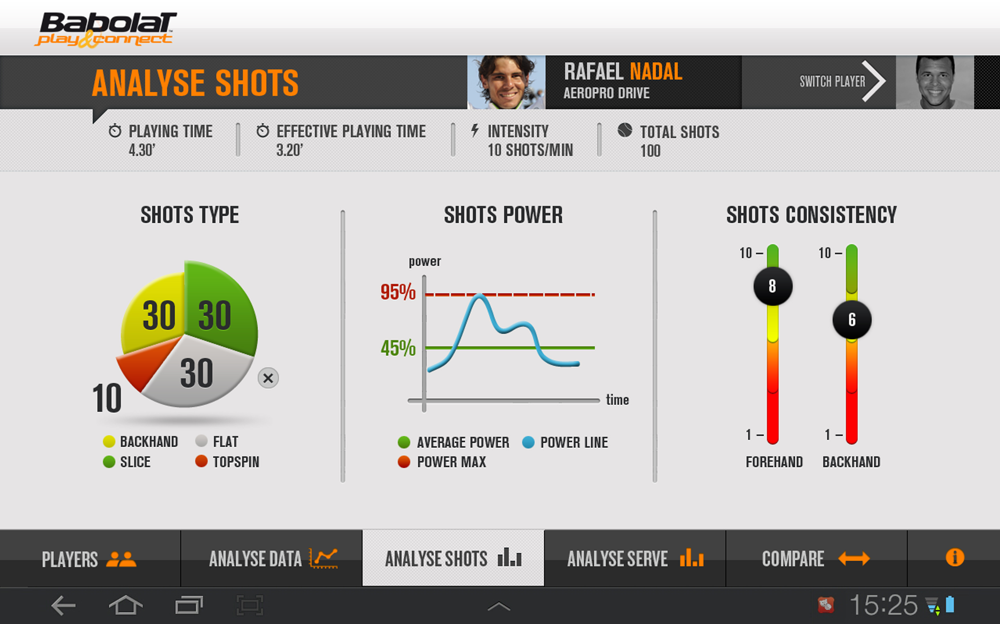 BaboLaT™
play&connect
ANALYSE SHOTS
RAFAEL NADAL
AEROPRO DRIVE
SWITCH PLAYER
PLAYING TIME
4.30’
EFFECTIVE PLAYING TIME
3.20’
INTENSITY
10 SHOTS/MIN
TOTAL SHOTS
100
SHOTS TYPE
30
30
30
10
BACKHAND
FLAT
SLICE
TOPSPIN
SHOTS POWER
power
95%
45%
time
AVERAGE POWER
POWER LINE
POWER MAX
SHOTS CONSISTENCY
10 –
8
1 –
FOREHAND
10 –
6
1 –
BACKHAND
PLAYERS
ANALYSE DATA
ANALYSE SHOTS
ANALYSE SERVE
COMPARE
i
15:25